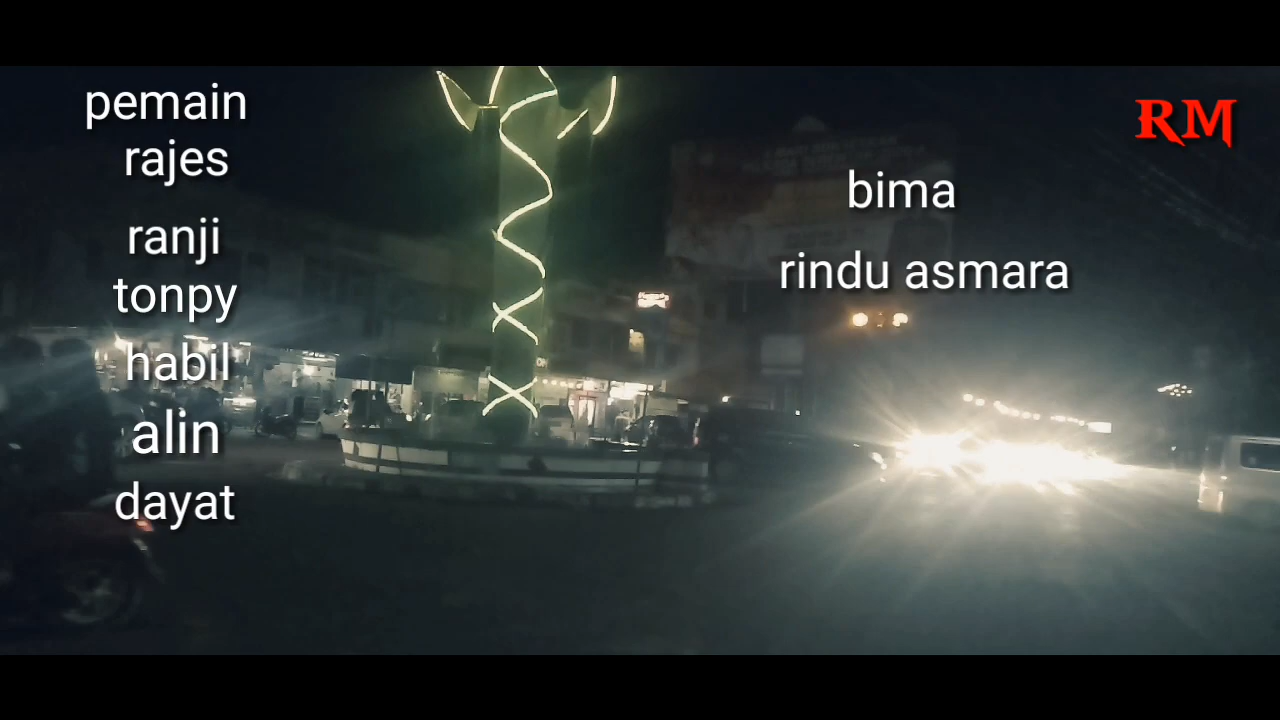 pemain
rajes
ranji
tonpy
habil
alin
dayat
RM
bima
rindu asmara